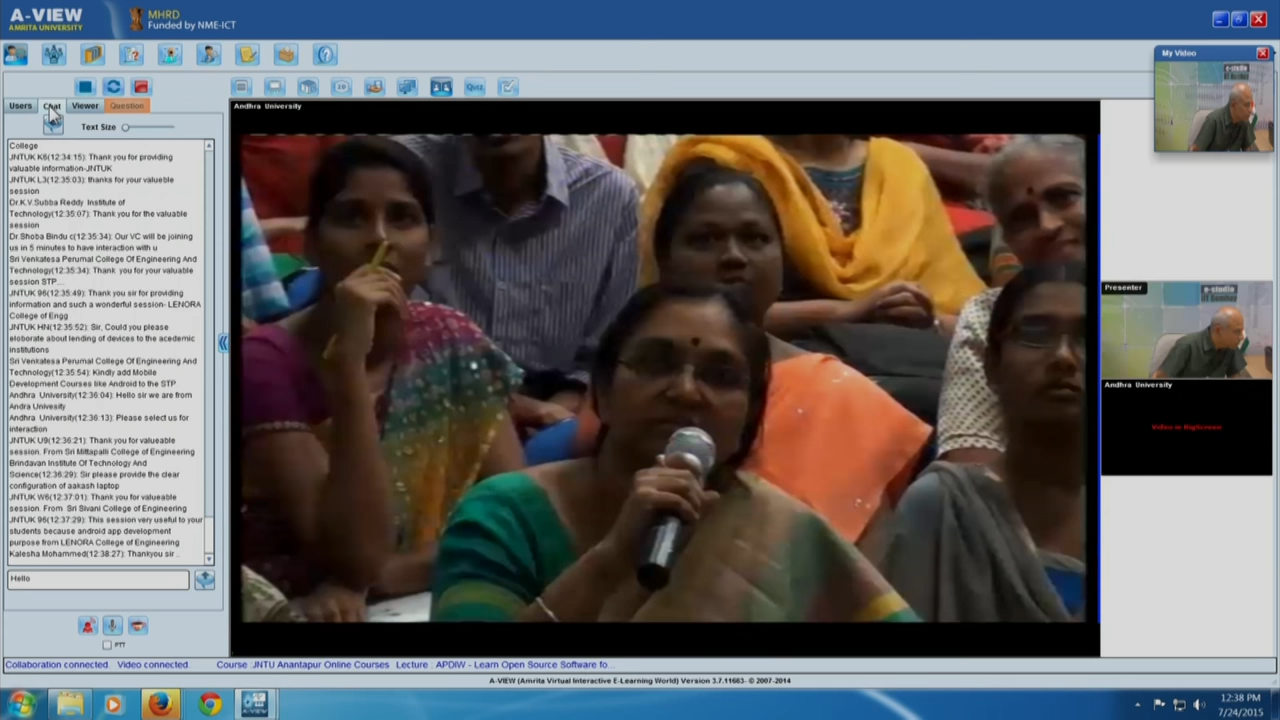 A-VIEW
AMRITA UNIVERSITY
MHRD
Funded by NME-ICT
My Video
Quiz
Users
Chat
Viewer
Question
Andhra University
Text Size
College
JNTUK K6(12:34:15): Thank you for providing
valuable information-JNTUK
JNTUK L3(12:35:03): thanks for your valueble
session
Dr.K.V.Subba Reddy Institute of
Technology(12:35:07): Thank you for the valuable
session
Dr.Shoba Bindu c(12:35:34): Our VC will be joining
us in 5 minutes to have interaction with u
Sri Venkatesa Perumal College Of Engineering And
Technology(12:35:34): Thank you for your valuable
session STP...
JNTUK 96(12:35:49): Thank you sir for providing
information and such a wonderful session- LENORA
College of Engg
JNTUK HN(12:35:52): Sir, Could you please
eloborate about lending of devices to the acedemic
institutions
Sri Venkatesa Perumal College Of Engineering And
Technology(12:35:54): Kindly add Mobile
Development Courses like Android to the STP
Andhra University(12:36:04): Hello sir we are from
Andra Univesity
Andhra University(12:36:13): Please select us for
interaction
JNTUK U9(12:36:21): Thank you for valueable
session. From Sri Mittapalli College of Engineering
Brindavan Institute Of Technology And
Science(12:36:29): Sir please provide the clear
configuration of aakash laptop
JNTUK W6(12:37:01): Thank you for valueable
session. From Sri Sivani College of Engineering
JNTUK 96(12:37:29): This session very useful to your
students because android app development
purpose from LENORA College of Engineering
Kalesha Mohammed(12:38:27): Thankyou sir ..
Hello
PTT
Presenter
e-studio
Andhra University
Video in BigScreen
Collaboration connected. Video connected. Course :JNTU Anantapur Online Courses Lecture : APDIW - Learn Open Source Software fo...
A-VIEW (Amrita Virtual Interactive E-Learning World) Version 3.7.11663- © 2007-2014
A-VIEW
12:38 PM
7/24/2015